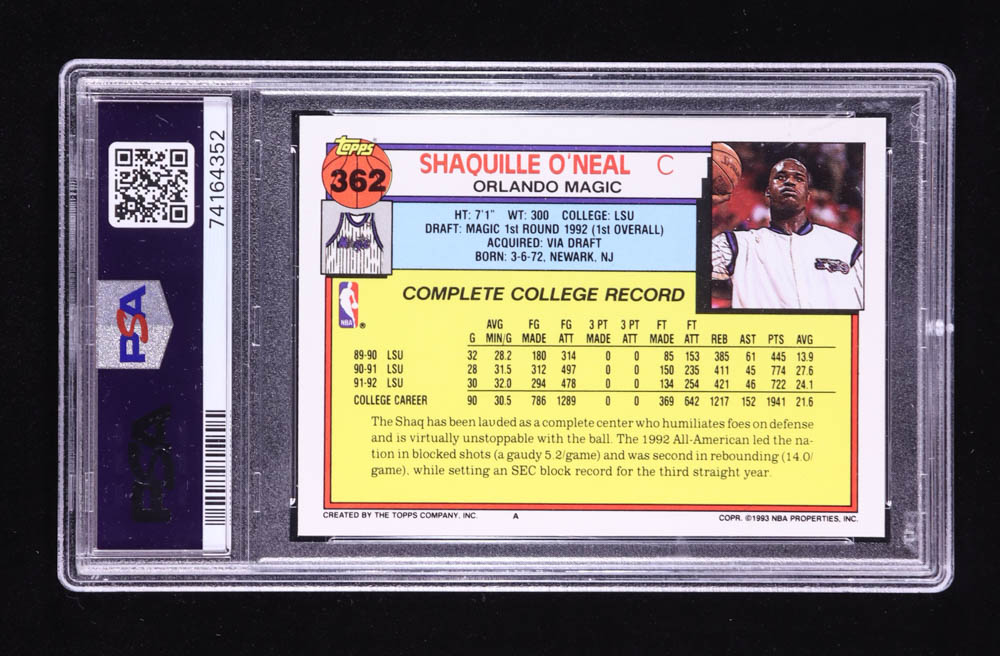 74164352
PSA
PSA
Topps
362
SHAQUILLE O'NEAL C
ORLANDO MAGIC
HT: 7'1" WT: 300 COLLEGE: LSU
DRAFT: MAGIC 1st ROUND 1992 (1st OVERALL)
ACQUIRED: VIA DRAFT
BORN: 3-6-72, NEWARK, NJ
NBA ®
COMPLETE COLLEGE RECORD
AVG FG FG 3 PT 3 PT FT FT
G MIN/G MADE ATT MADE ATT MADE ATT REB AST PTS AVG
89-90 LSU 32 28.2 180 314 0 0 85 153 385 61 445 13.9
90-91 LSU 28 31.5 312 497 0 0 150 235 411 45 774 27.6
91-92 LSU 30 32.0 294 478 0 0 134 254 421 46 722 24.1
COLLEGE CAREER 90 30.5 786 1289 0 0 369 642 1217 152 1941 21.6
The Shaq has been lauded as a complete center who humiliates foes on defense
and is virtually unstoppable with the ball. The 1992 All-American led the na-
tion in blocked shots (a gaudy 5.2/game) and was second in rebounding (14.0/
game), while setting an SEC block record for the third straight year.
CREATED BY THE TOPPS COMPANY, INC. A COPR. ©1993 NBA PROPERTIES, INC.